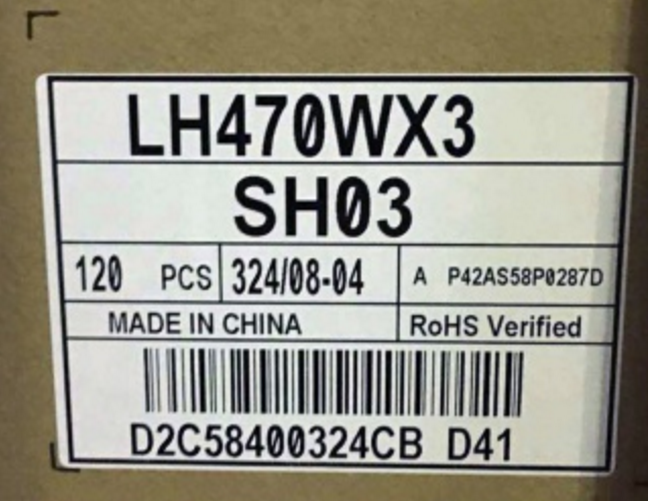 LH470WX3
SH03
120 PCS 324/08-04 A P42AS58P0287D
MADE IN CHINA RoHS Verified
D2C58400324CB D41